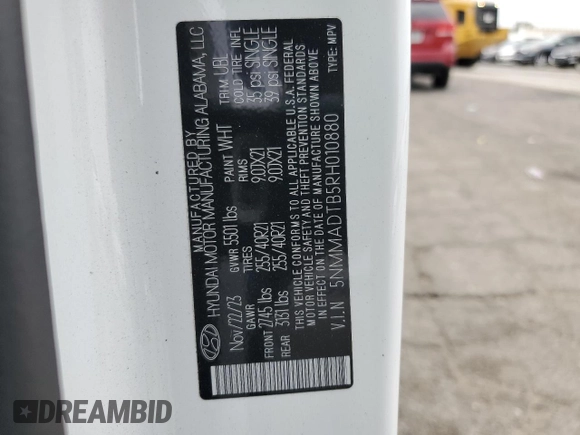 MANUFACTURED BY
HYUNDAI MOTOR MANUFACTURING ALABAMA, LLC
Nov/22/23 PAINT WHT TRIM UBL
GVWR 5501 lbs
GAWR TIRES RIMS COLD TIRE INFL
FRONT 2745 lbs 255/40R21 9.0JX21 35 psi SINGLE
REAR 3131 lbs 255/40R21 9.0JX21 39 psi SINGLE
THIS VEHICLE CONFORMS TO ALL APPLICABLE U.S.A. FEDERAL
MOTOR VEHICLE SAFETY AND THEFT PREVENTION STANDARDS
IN EFFECT ON THE DATE OF MANUFACTURE SHOWN ABOVE
V.I.N 5NMMADTB5RH010880 TYPE: MPV
DREAMBID